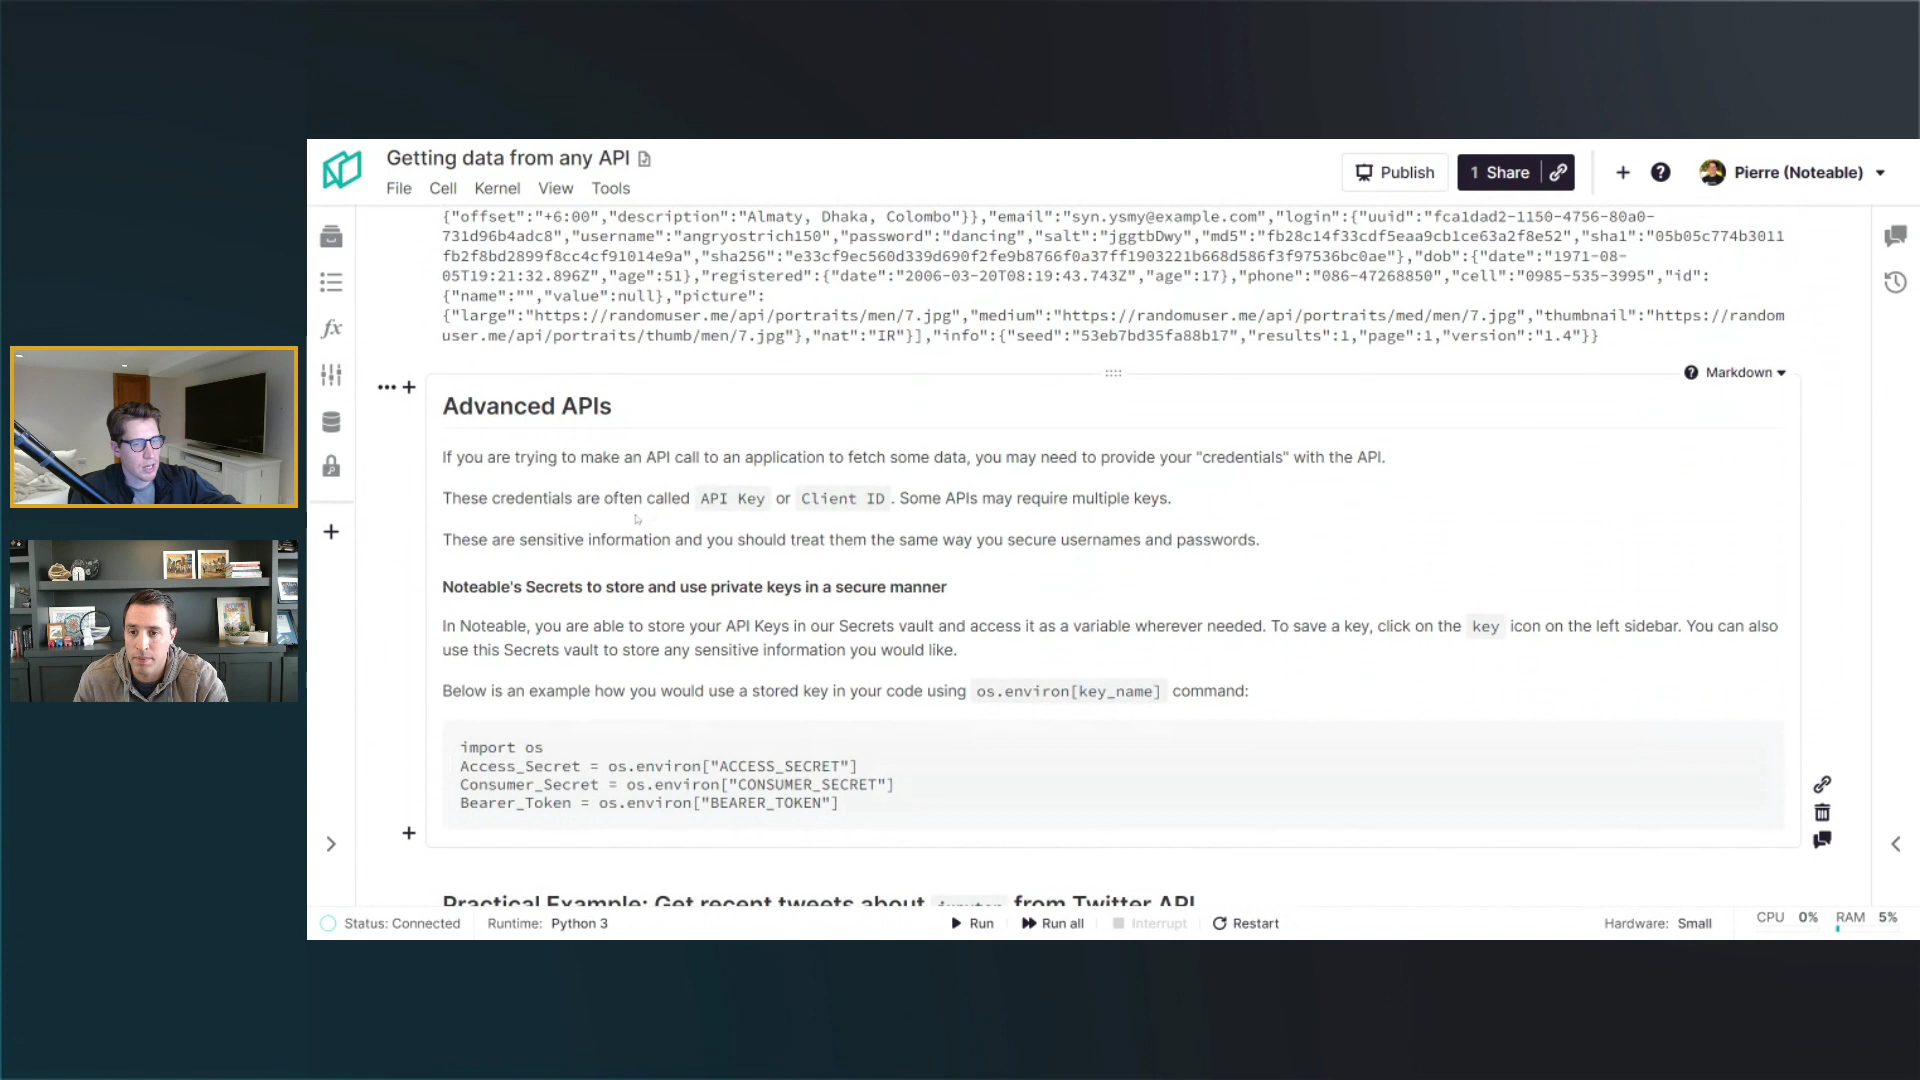 Getting data from any API
File Cell Kernel View Tools
Publish
1 Share
Pierre (Noteable)
{"offset":"+6:00","description":"Almaty, Dhaka, Colombo"}},"email":"syn.ysmy@example.com","login":{"uuid":"fca1dad2-1150-4756-80a0-
731d96b4adc8","username":"angryostrich150","password":"dancing","salt":"jggtbDwy","md5":"fb28c14f33cdf5eaa9cb1ce63a2f8e52","sha1":"05b05c774b3011
fb2f8bd2899f8cc4cf91014e9a","sha256":"e33cf9ec560d339d690f2fe9b8766f0a37ff1903221b668d586f3f97536bc0ae"},"dob":{"date":"1971-08-
05T19:21:32.896Z","age":51},"registered":{"date":"2006-03-20T08:19:43.743Z","age":17},"phone":"086-47268850","cell":"0985-535-3995","id":
{"name":"","value":null},"picture":
{"large":"https://randomuser.me/api/portraits/men/7.jpg","medium":"https://randomuser.me/api/portraits/med/men/7.jpg","thumbnail":"https://random
user.me/api/portraits/thumb/men/7.jpg"},"nat":"IR"}],"info":{"seed":"53eb7bd35fa88b17","results":1,"page":1,"version":"1.4"}}
Markdown
Advanced APIs
If you are trying to make an API call to an application to fetch some data, you may need to provide your "credentials" with the API.
These credentials are often called API Key or Client ID . Some APIs may require multiple keys.
These are sensitive information and you should treat them the same way you secure usernames and passwords.
Noteable's Secrets to store and use private keys in a secure manner
In Noteable, you are able to store your API Keys in our Secrets vault and access it as a variable wherever needed. To save a key, click on the key icon on the left sidebar. You can also
use this Secrets vault to store any sensitive information you would like.
Below is an example how you would use a stored key in your code using os.environ[key_name] command:
import os
Access_Secret = os.environ["ACCESS_SECRET"]
Consumer_Secret = os.environ["CONSUMER_SECRET"]
Bearer_Token = os.environ["BEARER_TOKEN"]
Practical Example: Get recent tweets about jupyter from Twitter API
Status: Connected
Runtime: Python 3
Run
Run all
Interrupt
Restart
Hardware: Small
CPU 0% RAM 5%